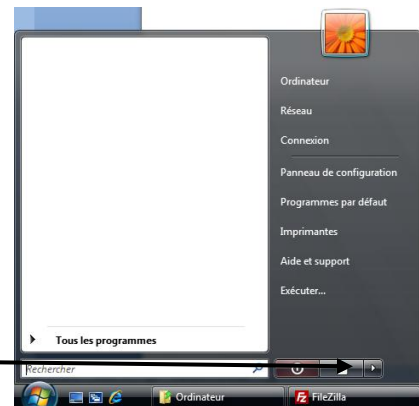 Ordinateur
Réseau
Connexion
Panneau de configuration
Programmes par défaut
Imprimantes
Aide et support
Exécuter...
Tous les programmes
Rechercher
Ordinateur
FileZilla